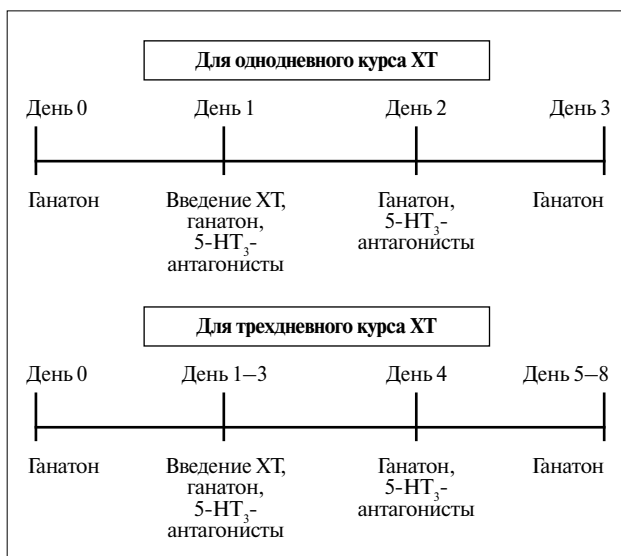 Для однодневного курса ХТ
День 0 День 1 День 2 День 3
Ганатон Введение ХТ, Ганатон, Ганатон
ганатон, 5-НТ₃-
5-НТ₃- антагонисты
антагонисты
Для трехдневного курса ХТ
День 0 День 1–3 День 4 День 5–8
Ганатон Введение ХТ, Ганатон, Ганатон
ганатон, 5-НТ₃-
5-НТ₃- антагонисты
антагонисты